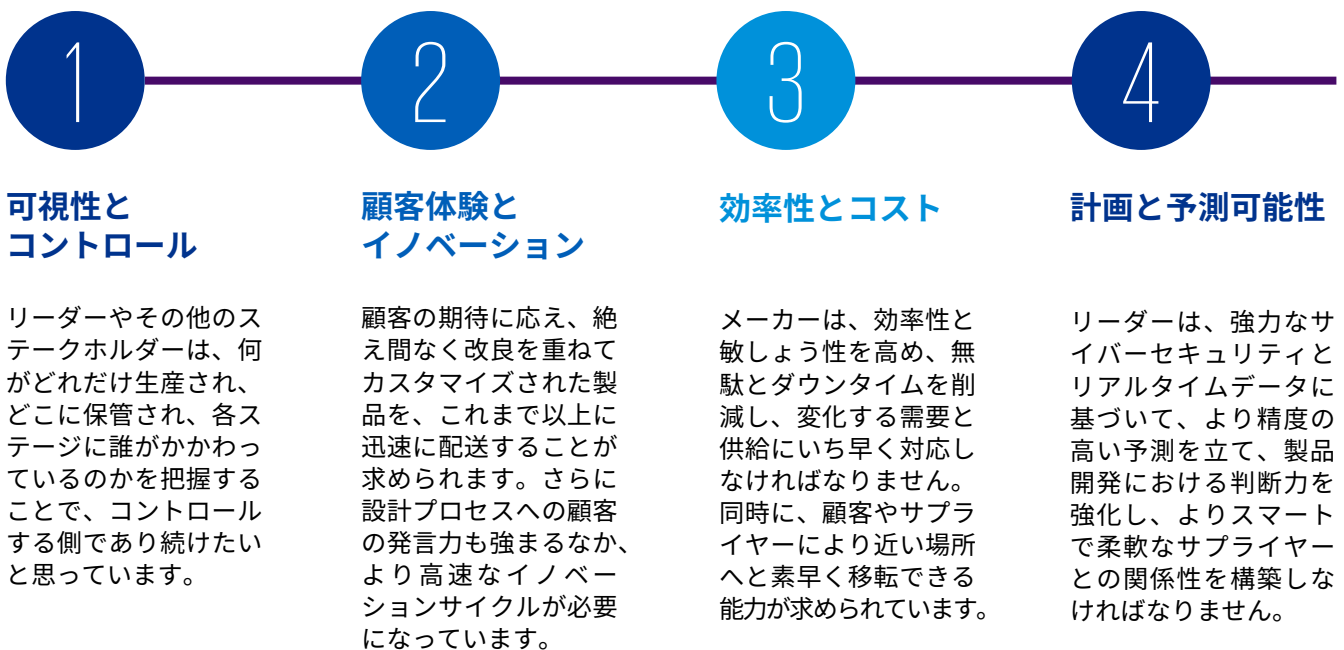 1
可視性と
コントロール
リーダーやその他のス
テークホルダーは、何
がどれだけ生産され、
どこに保管され、各ス
テージに誰がかかわっ
ているのかを把握する
ことで、コントロール
する側であり続けたい
と思っています。
2
顧客体験と
イノベーション
顧客の期待に応え、絶
え間なく改良を重ねて
カスタマイズされた製
品を、これまで以上に
迅速に配送することが
求められます。さらに
設計プロセスへの顧客
の発言力も強まるなか、
より高速なイノベー
ションサイクルが必要
になっています。
3
効率性とコスト
メーカーは、効率性と
敏しょう性を高め、無
駄とダウンタイムを削
減し、変化する需要と
供給にいち早く対応し
なければなりません。
同時に、顧客やサプラ
イヤーにより近い場所
へと素早く移転できる
能力が求められています。
4
計画と予測可能性
リーダーは、強力なサ
イバーセキュリティと
リアルタイムデータに
基づいて、より精度の
高い予測を立て、製品
開発における判断力を
強化し、よりスマート
で柔軟なサプライヤー
との関係性を構築しな
ければなりません。